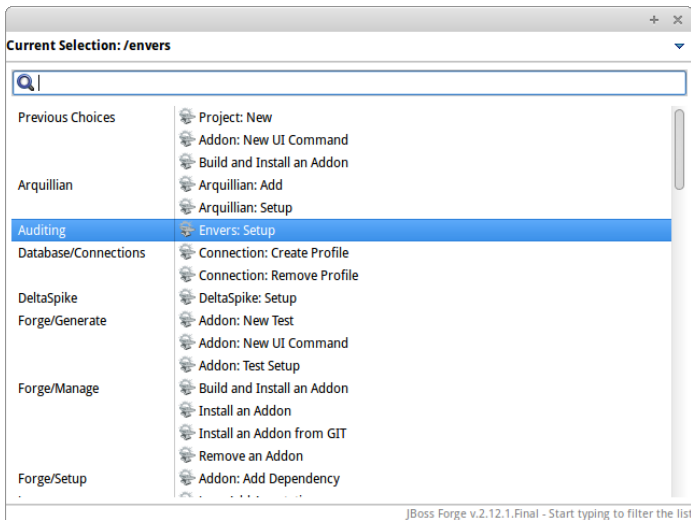 Current Selection: /envers
Previous Choices Project: New
Addon: New UI Command
Build and Install an Addon
Arquillian Arquillian: Add
Arquillian: Setup
Auditing Envers: Setup
Database/Connections Connection: Create Profile
Connection: Remove Profile
DeltaSpike DeltaSpike: Setup
Forge/Generate Addon: New Test
Addon: New UI Command
Addon: Test Setup
Forge/Manage Build and Install an Addon
Install an Addon
Install an Addon from GIT
Remove an Addon
Forge/Setup Addon: Add Dependency
JBoss Forge v.2.12.1.Final - Start typing to filter the list